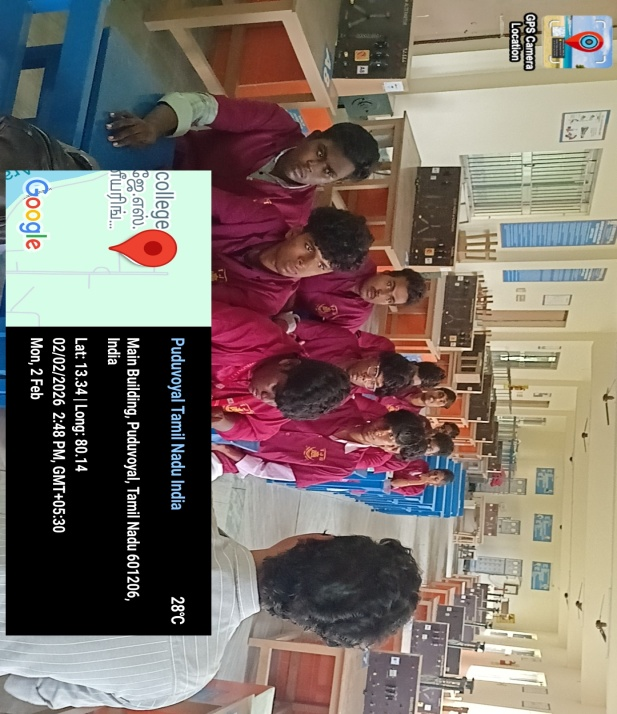 GPS Camera
Location
college
ஜே.எஸ்.
Google
Puduvoyal Tamil Nadu India
28°C
Main Building, Puduvoyal, Tamil Nadu 601206,
India
Lat: 13.34 | Long: 80.14
02/02/2026 2:48 PM, GMT+05:30
Mon, 2 Feb